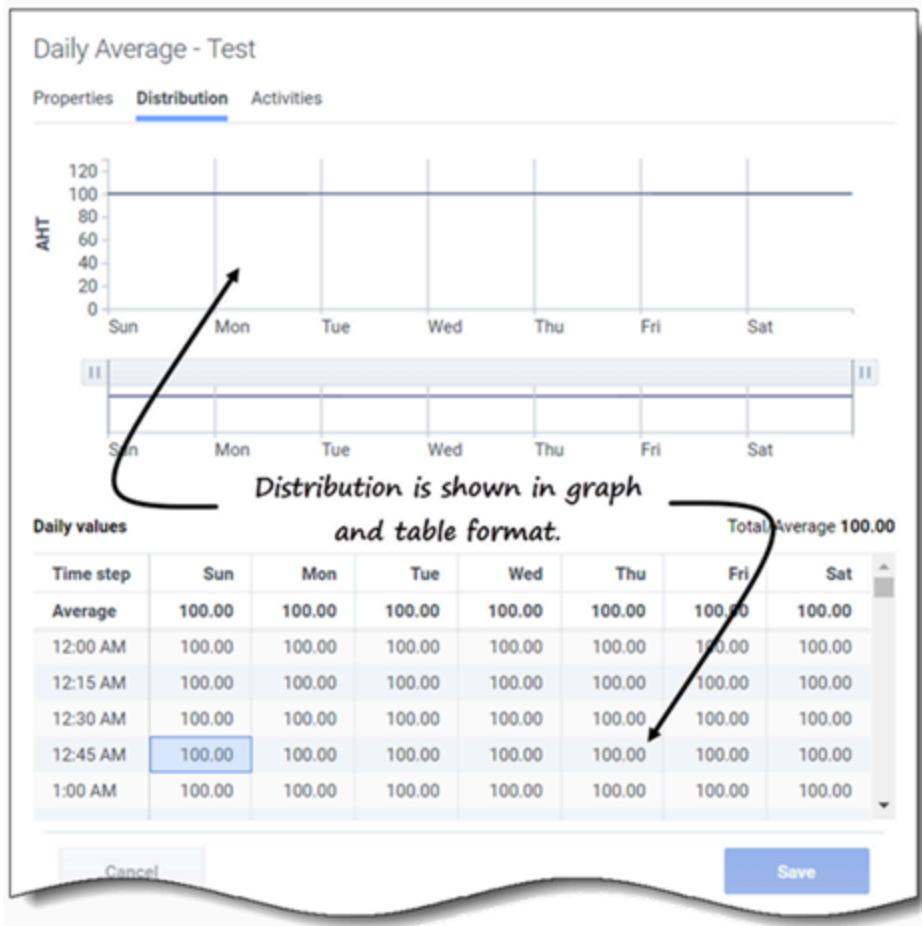 Daily Average - Test
Properties Distribution Activities
120
100
80
60
40
20
0
AHT
Sun Mon Tue Wed Thu Fri Sat
Sun Mon Tue Wed Thu Fri Sat
Distribution is shown in graph
and table format.
Daily values Total/Average 100.00
Time step Sun Mon Tue Wed Thu Fri Sat
Average 100.00 100.00 100.00 100.00 100.00 100.00 100.00
12:00 AM 100.00 100.00 100.00 100.00 100.00 100.00 100.00
12:15 AM 100.00 100.00 100.00 100.00 100.00 100.00 100.00
12:30 AM 100.00 100.00 100.00 100.00 100.00 100.00 100.00
12:45 AM 100.00 100.00 100.00 100.00 100.00 100.00 100.00
1:00 AM 100.00 100.00 100.00 100.00 100.00 100.00 100.00
Cancel Save